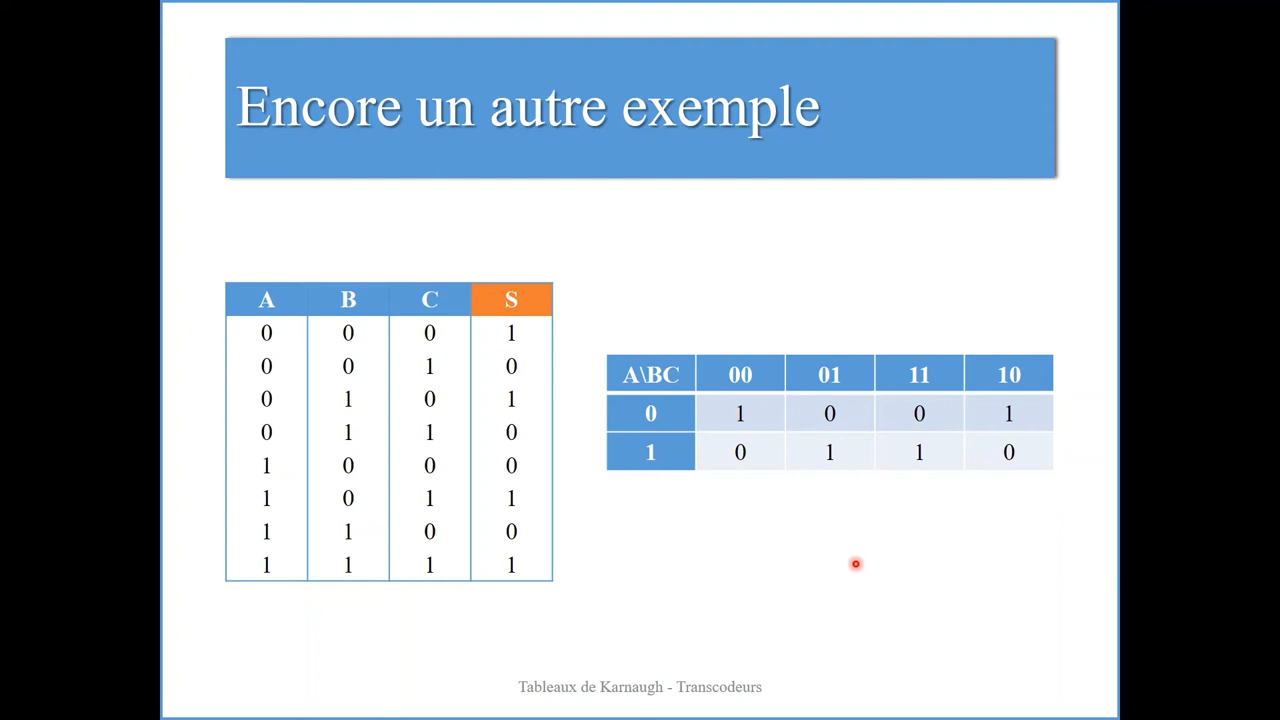 Encore un autre exemple
A B C S
0 0 0 1
0 0 1 0
0 1 0 1
0 1 1 0
1 0 0 0
1 0 1 1
1 1 0 0
1 1 1 1
A\BC 00 01 11 10
0 1 0 0 1
1 0 1 1 0
Tableaux de Karnaugh - Transcodeurs